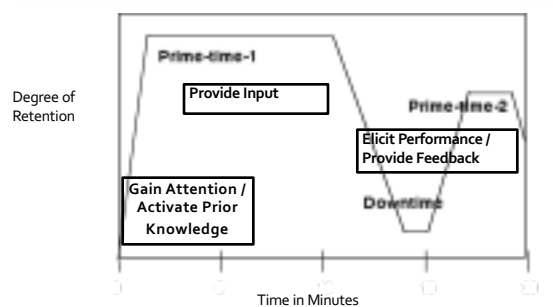 Prime-time-1
Provide Input
Degree of
Retention
Prime-time-2
Elicit Performance /
Provide Feedback
Gain Attention /
Activate Prior
Knowledge
Downtime
Time in Minutes